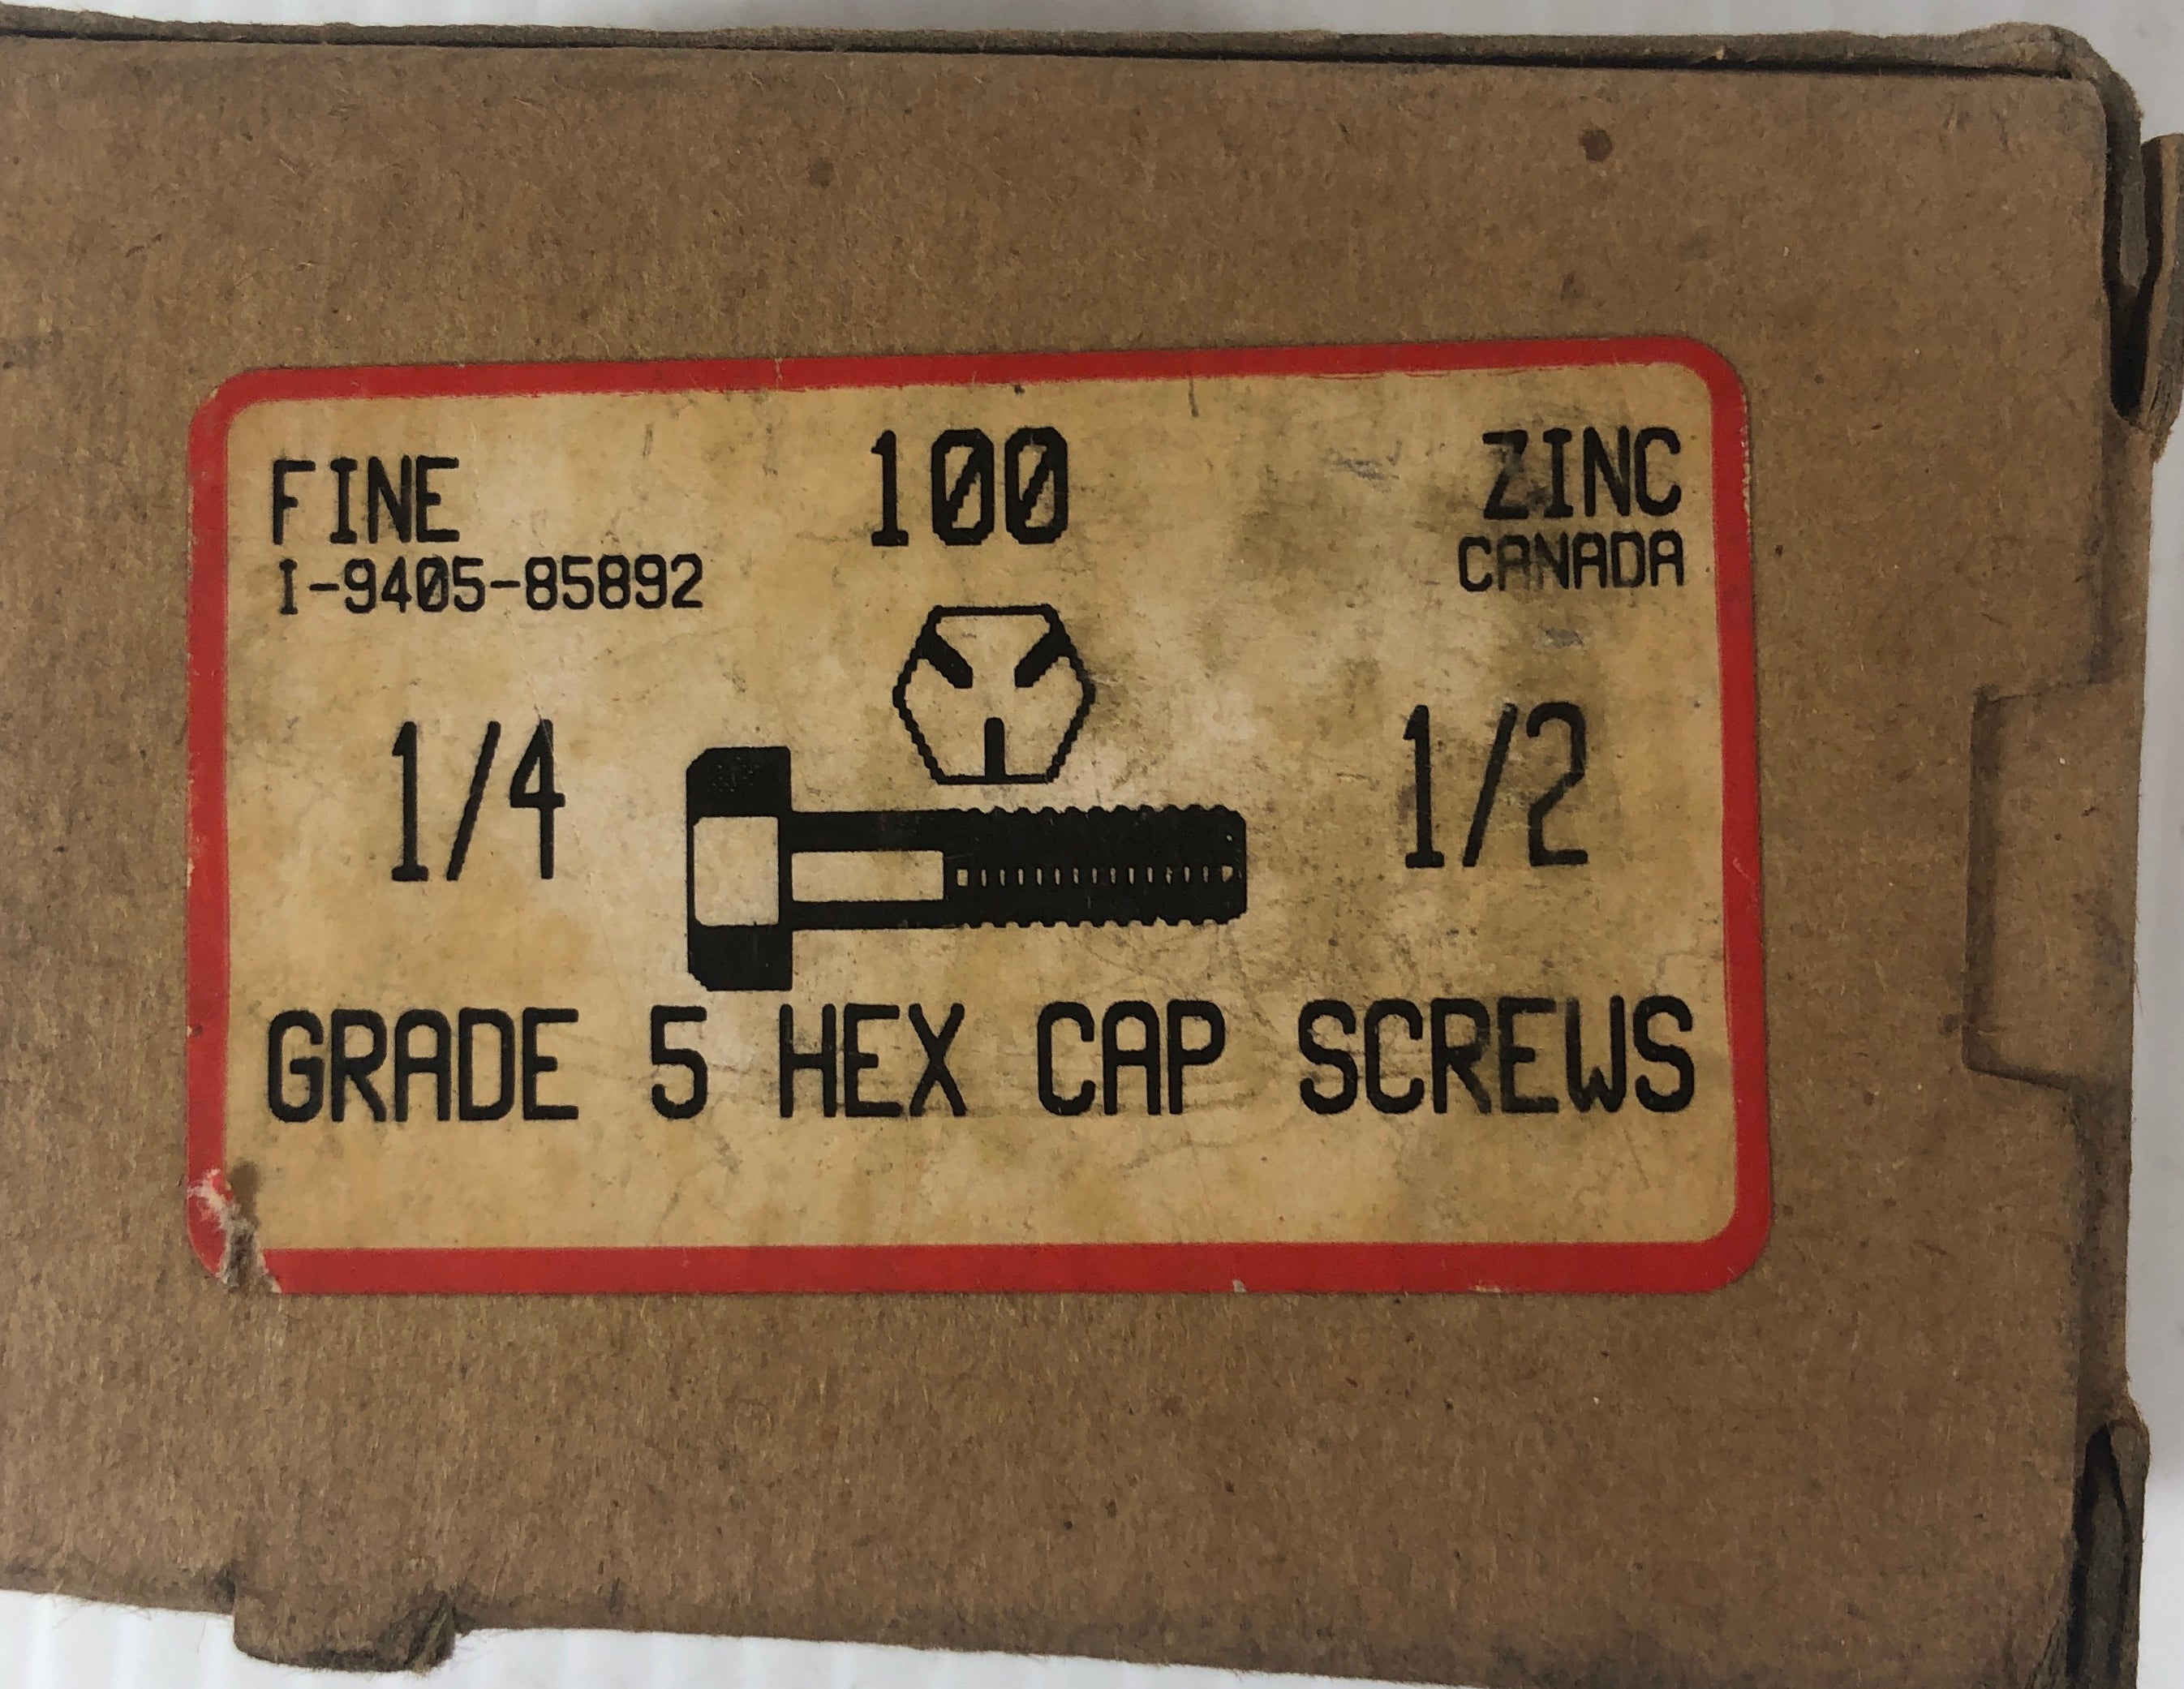 FINE 100 ZINC
1-9405-85892 CANADA
1/4 1/2
GRADE 5 HEX CAP SCREWS